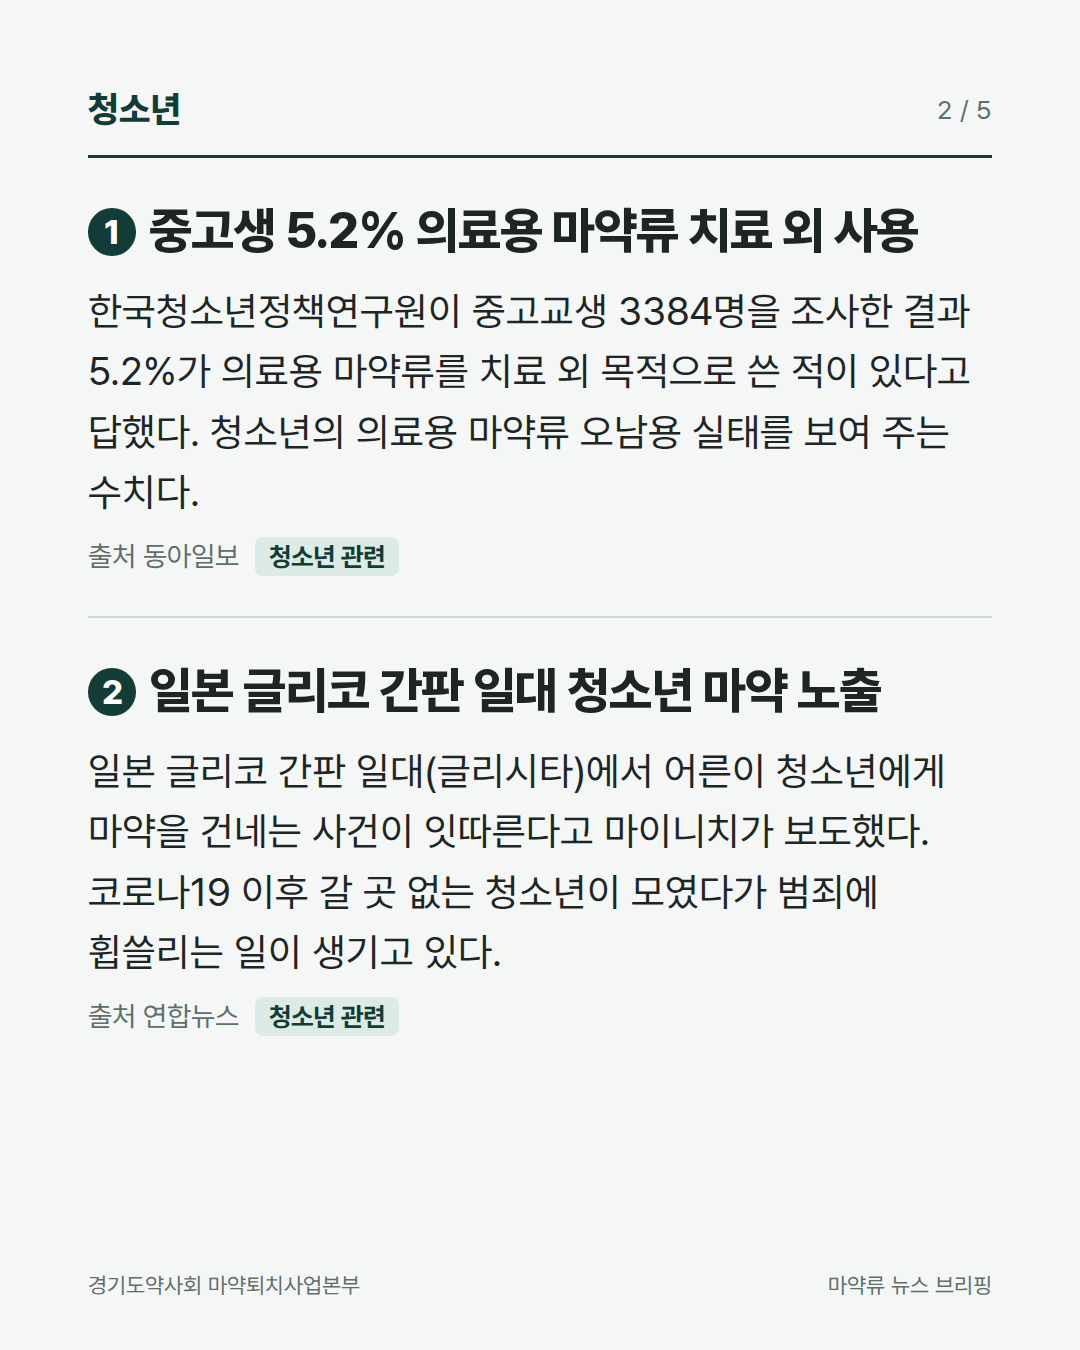 청소년
2 / 5
1 중고생 5.2% 의료용 마약류 치료 외 사용
한국청소년정책연구원이 중고교생 3384명을 조사한 결과
5.2%가 의료용 마약류를 치료 외 목적으로 쓴 적이 있다고
답했다. 청소년의 의료용 마약류 오남용 실태를 보여 주는
수치다.
출처 동아일보 청소년 관련
2 일본 글리코 간판 일대 청소년 마약 노출
일본 글리코 간판 일대(글리시타)에서 어른이 청소년에게
마약을 건네는 사건이 잇따른다고 마이니치가 보도했다.
코로나19 이후 갈 곳 없는 청소년이 모였다가 범죄에
휩쓸리는 일이 생기고 있다.
출처 연합뉴스 청소년 관련
경기도약사회 마약퇴치사업본부
마약류 뉴스 브리핑